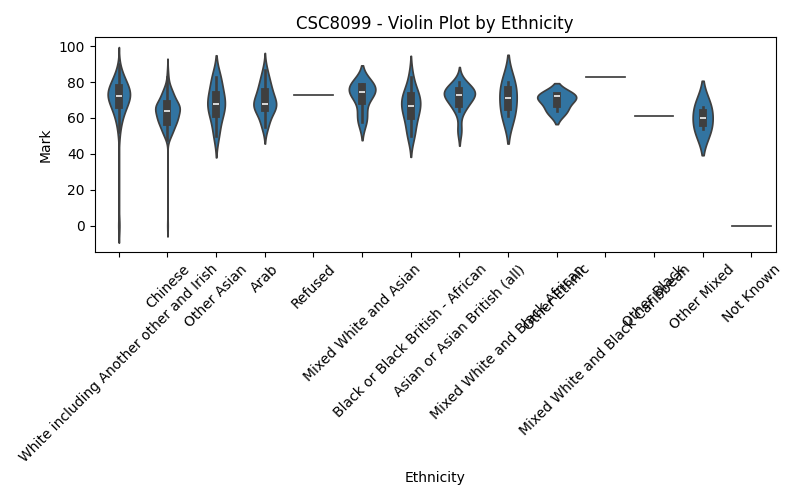 CSC8099 - Violin Plot by Ethnicity
Mark
100
80
60
40
20
0
White including Another other and Irish
Chinese
Other Asian
Arab
Refused
Mixed White and Asian
Black or Black British - African
Asian or Asian British (all)
Mixed White and Black African
Other Ethnic
Mixed White and Black Caribbean
Other Black
Other Mixed
Not Known
Ethnicity